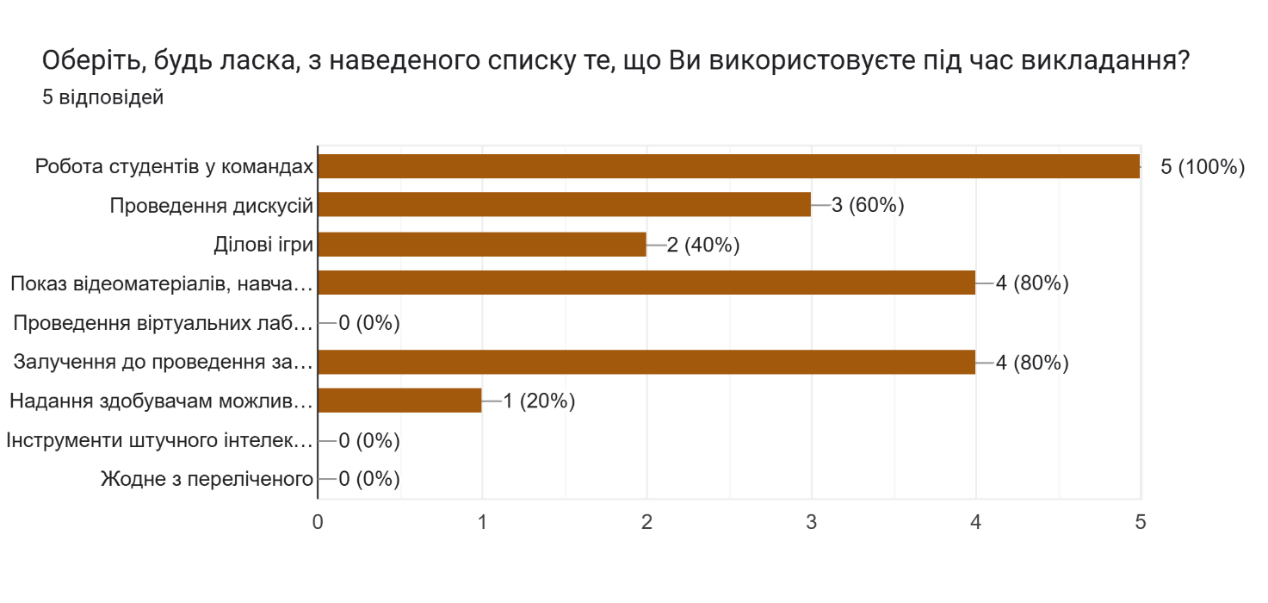 Оберіть, будь ласка, з наведеного списку те, що Ви використовуєте під час викладання?
5 відповідей
Робота студентів у командах 5 (100%)
Проведення дискусій 3 (60%)
Ділові ігри 2 (40%)
Показ відеоматеріалів, навча… 4 (80%)
Проведення віртуальних лаб… 0 (0%)
Залучення до проведення за… 4 (80%)
Надання здобувачам можлив… 1 (20%)
Інструменти штучного інтелек… 0 (0%)
Жодне з переліченого 0 (0%)
0 1 2 3 4 5